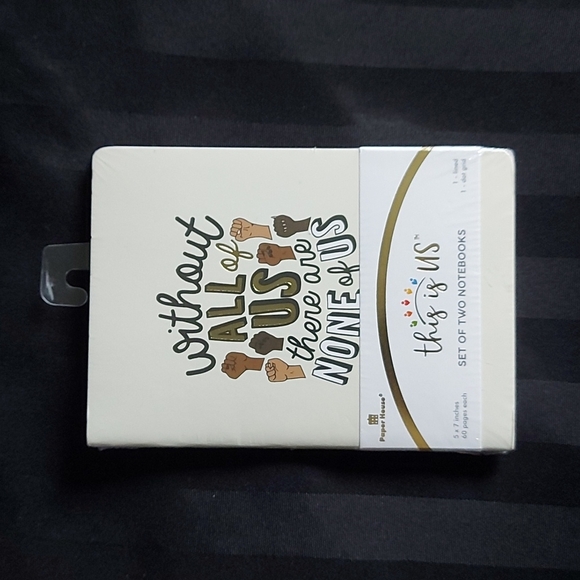 without
ALL of
US
there are
NONE of US
this is US™
SET OF TWO NOTEBOOKS
Paper House®
5 x 7 inches
60 pages each
1 - lined
1 - dot grid